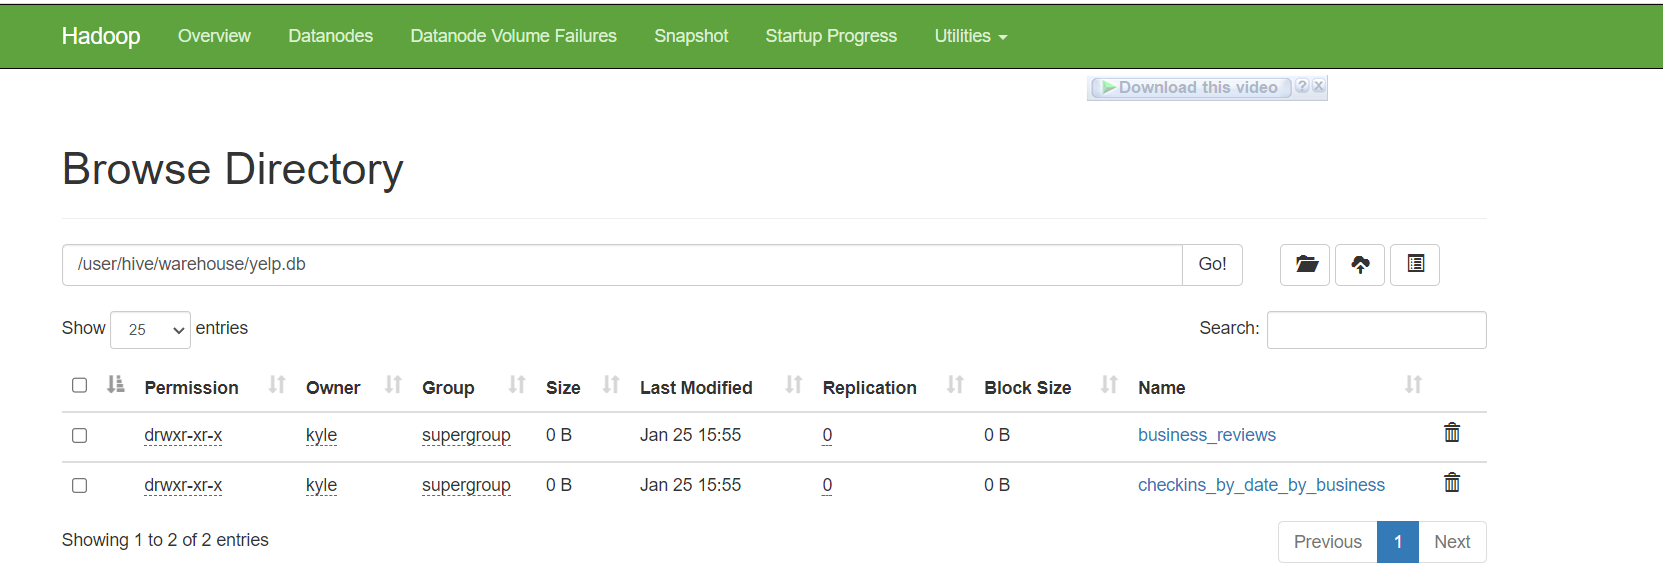 Hadoop Overview Datanodes Datanode Volume Failures Snapshot Startup Progress Utilities
Download this video ? X
Browse Directory
/user/hive/warehouse/yelp.db Go!
Show 25 entries Search:
Permission Owner Group Size Last Modified Replication Block Size Name
drwxr-xr-x kyle supergroup 0 B Jan 25 15:55 0 0 B business_reviews
drwxr-xr-x kyle supergroup 0 B Jan 25 15:55 0 0 B checkins_by_date_by_business
Showing 1 to 2 of 2 entries Previous 1 Next